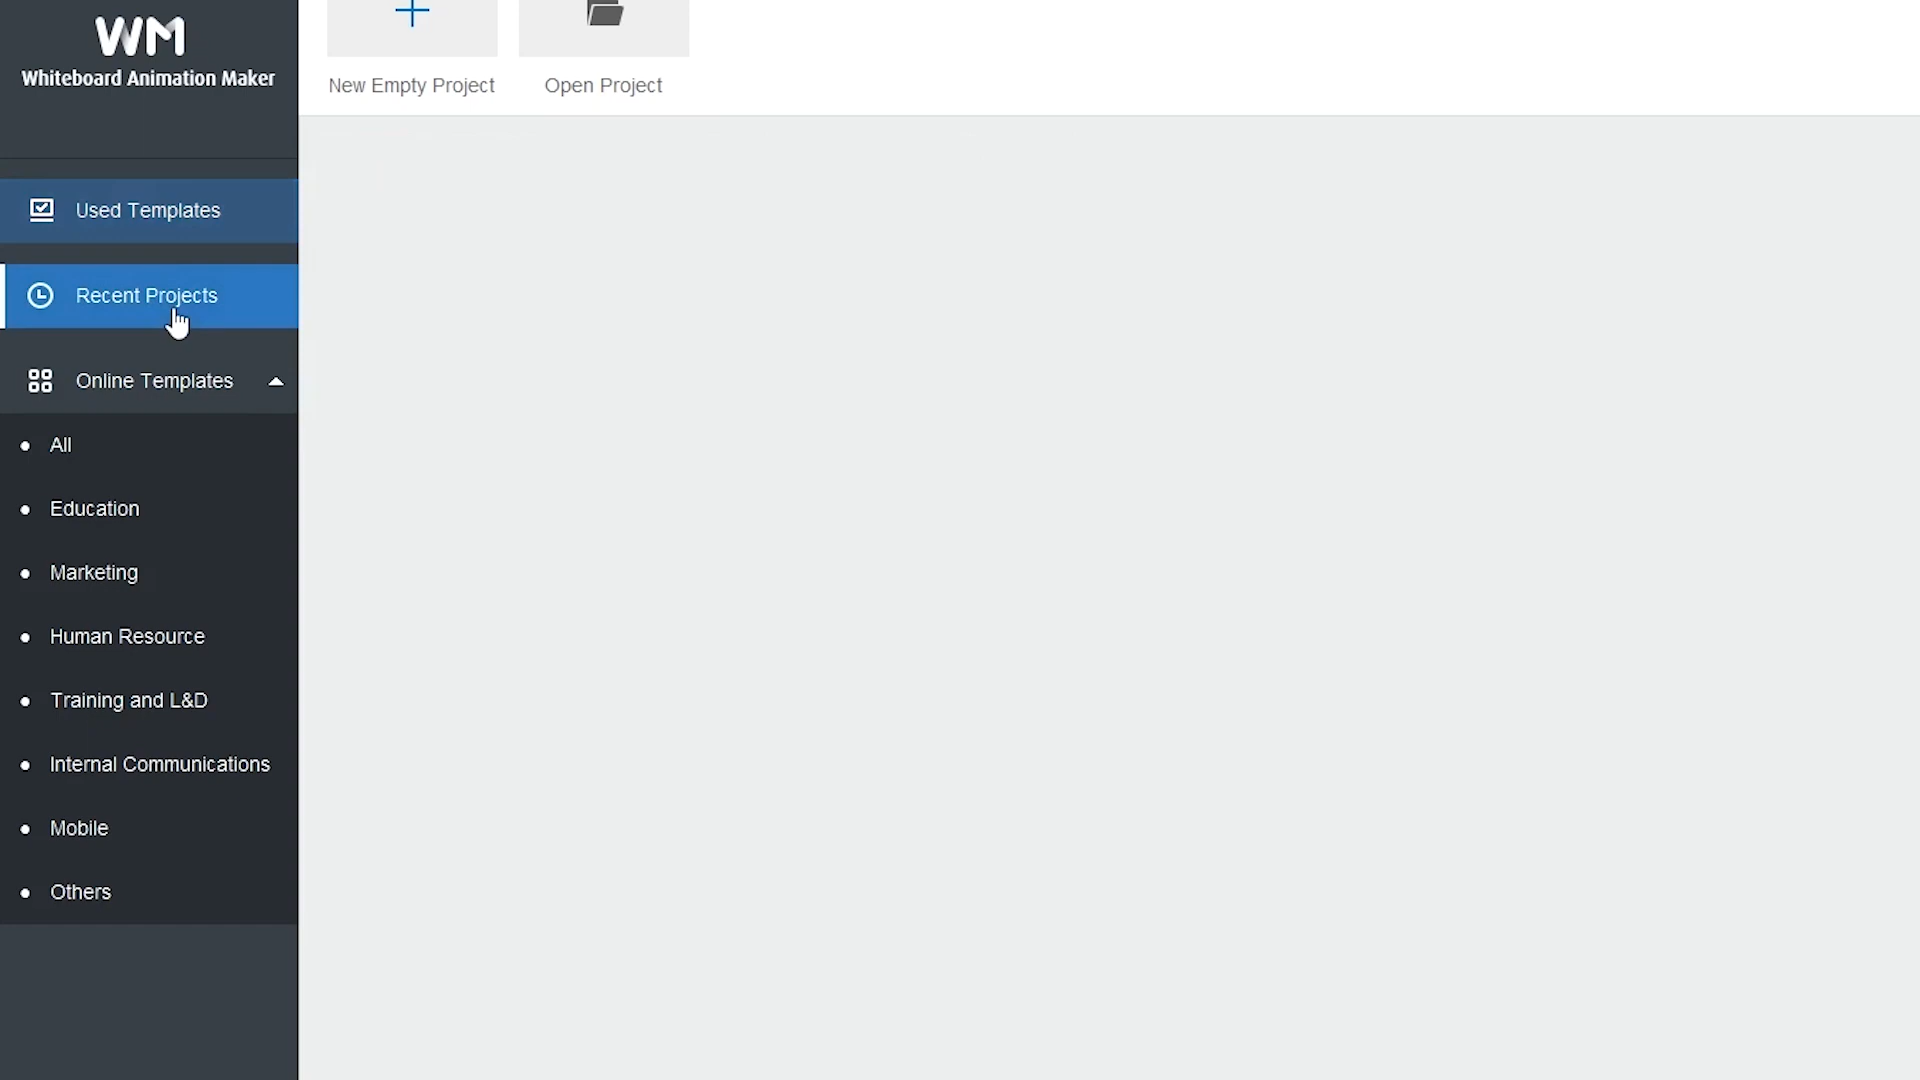 WM
Whiteboard Animation Maker
New Empty Project
Open Project
Used Templates
Recent Projects
Online Templates
All
Education
Marketing
Human Resource
Training and L&D
Internal Communications
Mobile
Others